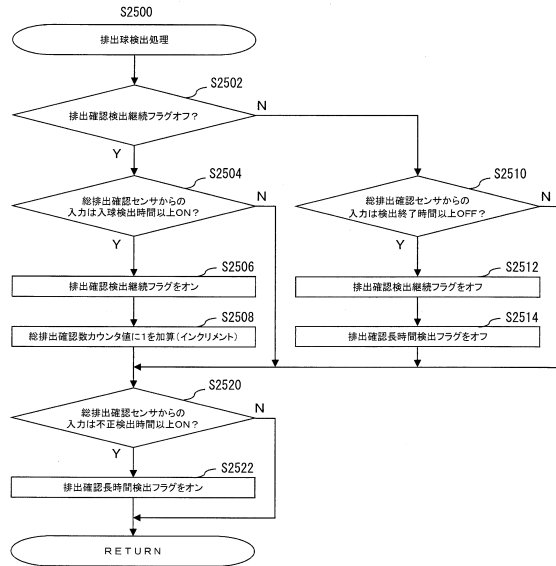 S2500
排出球検出処理
S2502
排出確認検出継続フラグオフ？
N
Y
S2504
総排出確認センサからの
入力は入球検出時間以上ON？
N
Y
S2510
総排出確認センサからの
入力は検出終了時間以上OFF？
N
Y
S2506
排出確認検出継続フラグをオン
S2512
排出確認検出継続フラグをオフ
S2508
総排出確認数カウンタ値に1を加算(インクリメント)
S2514
排出確認長時間検出フラグをオフ
S2520
総排出確認センサからの
入力は不正検出時間以上ON？
N
Y
S2522
排出確認長時間検出フラグをオン
RETURN